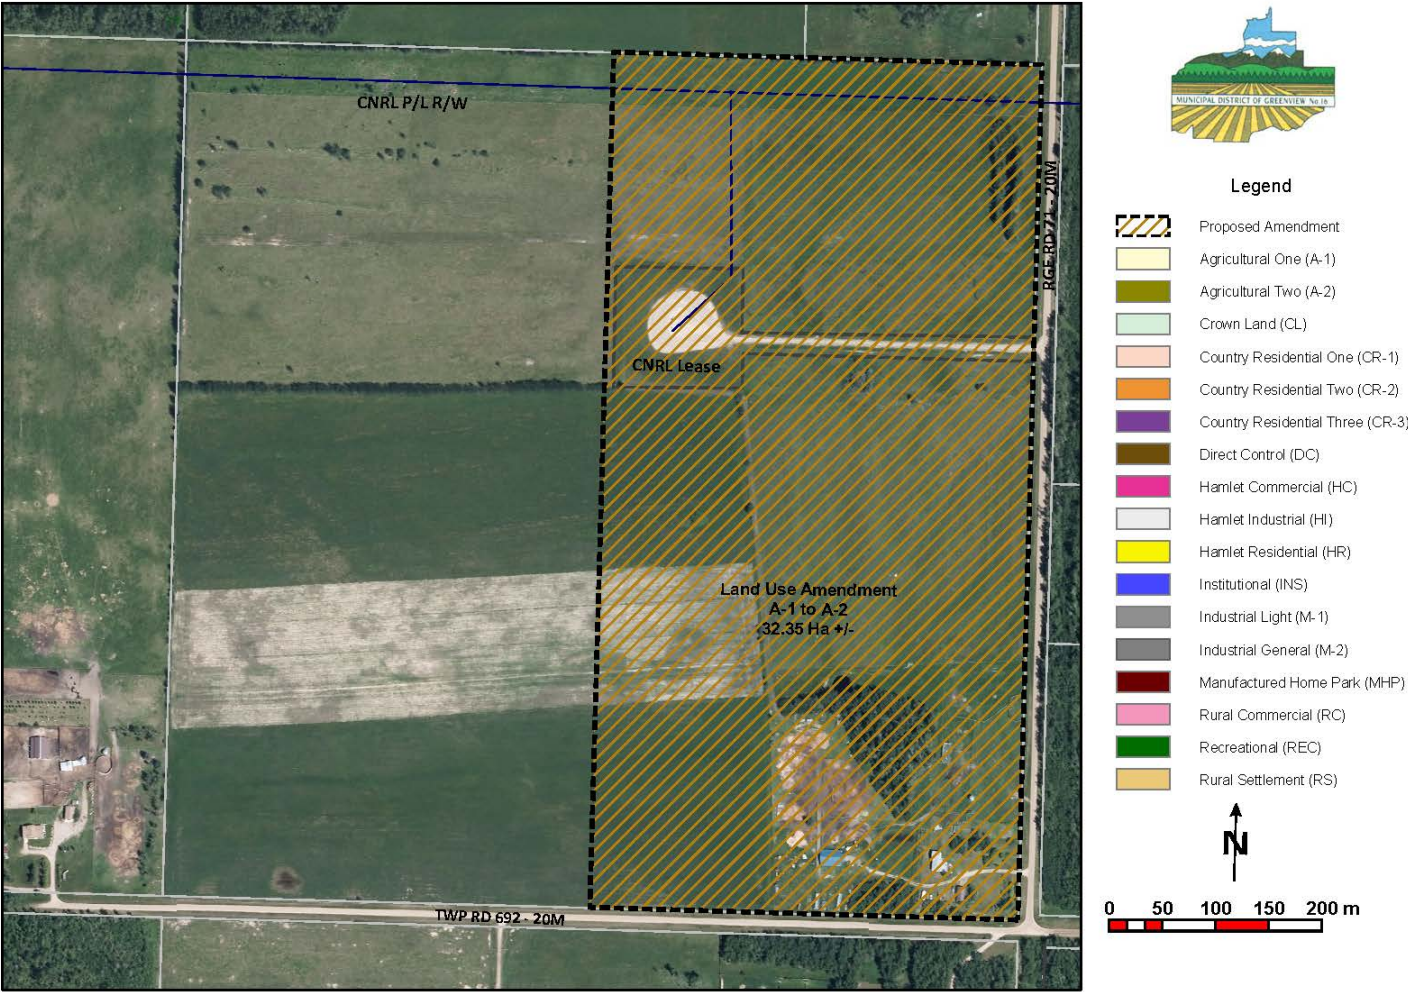 CNRL P/L R/W
RGE RD 71 - 20M
CNRL Lease
Land Use Amendment
A-1 to A-2
32.35 Ha +/-
TWP RD 692 - 20M
MUNICIPAL DISTRICT OF GREENVIEW No.16
Legend
Proposed Amendment
Agricultural One (A-1)
Agricultural Two (A-2)
Crown Land (CL)
Country Residential One (CR-1)
Country Residential Two (CR-2)
Country Residential Three (CR-3)
Direct Control (DC)
Hamlet Commercial (HC)
Hamlet Industrial (HI)
Hamlet Residential (HR)
Institutional (INS)
Industrial Light (M-1)
Industrial General (M-2)
Manufactured Home Park (MHP)
Rural Commercial (RC)
Recreational (REC)
Rural Settlement (RS)
N
0 50 100 150 200 m